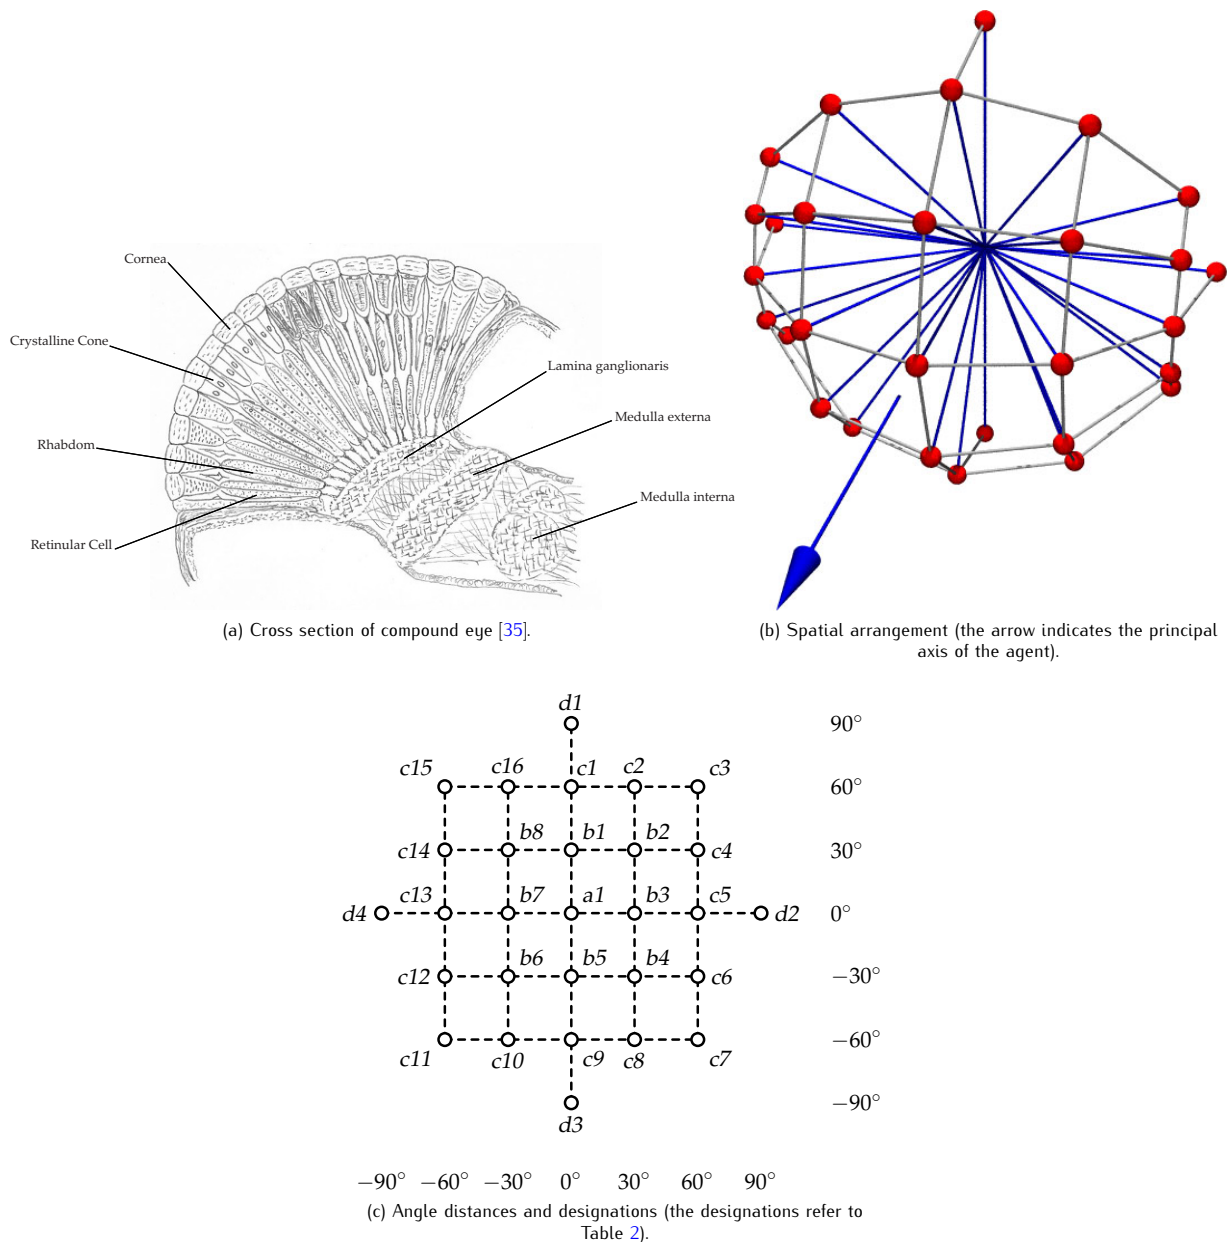 Cornea
Crystalline Cone
Rhabdom
Retinular Cell
Lamina ganglionaris
Medulla externa
Medulla interna
(a) Cross section of compound eye [35].
(b) Spatial arrangement (the arrow indicates the principal
axis of the agent).
d1 90°
c15 c16 c1 c2 c3 60°
b8 b1 b2
c14 c4 30°
c13 b7 a1 b3 c5
d4 d2 0°
b6 b5 b4
c12 c6 −30°
−60°
c11 c10 c9 c8 c7
−90°
d3
−90° −60° −30° 0° 30° 60° 90°
(c) Angle distances and designations (the designations refer to
Table 2).